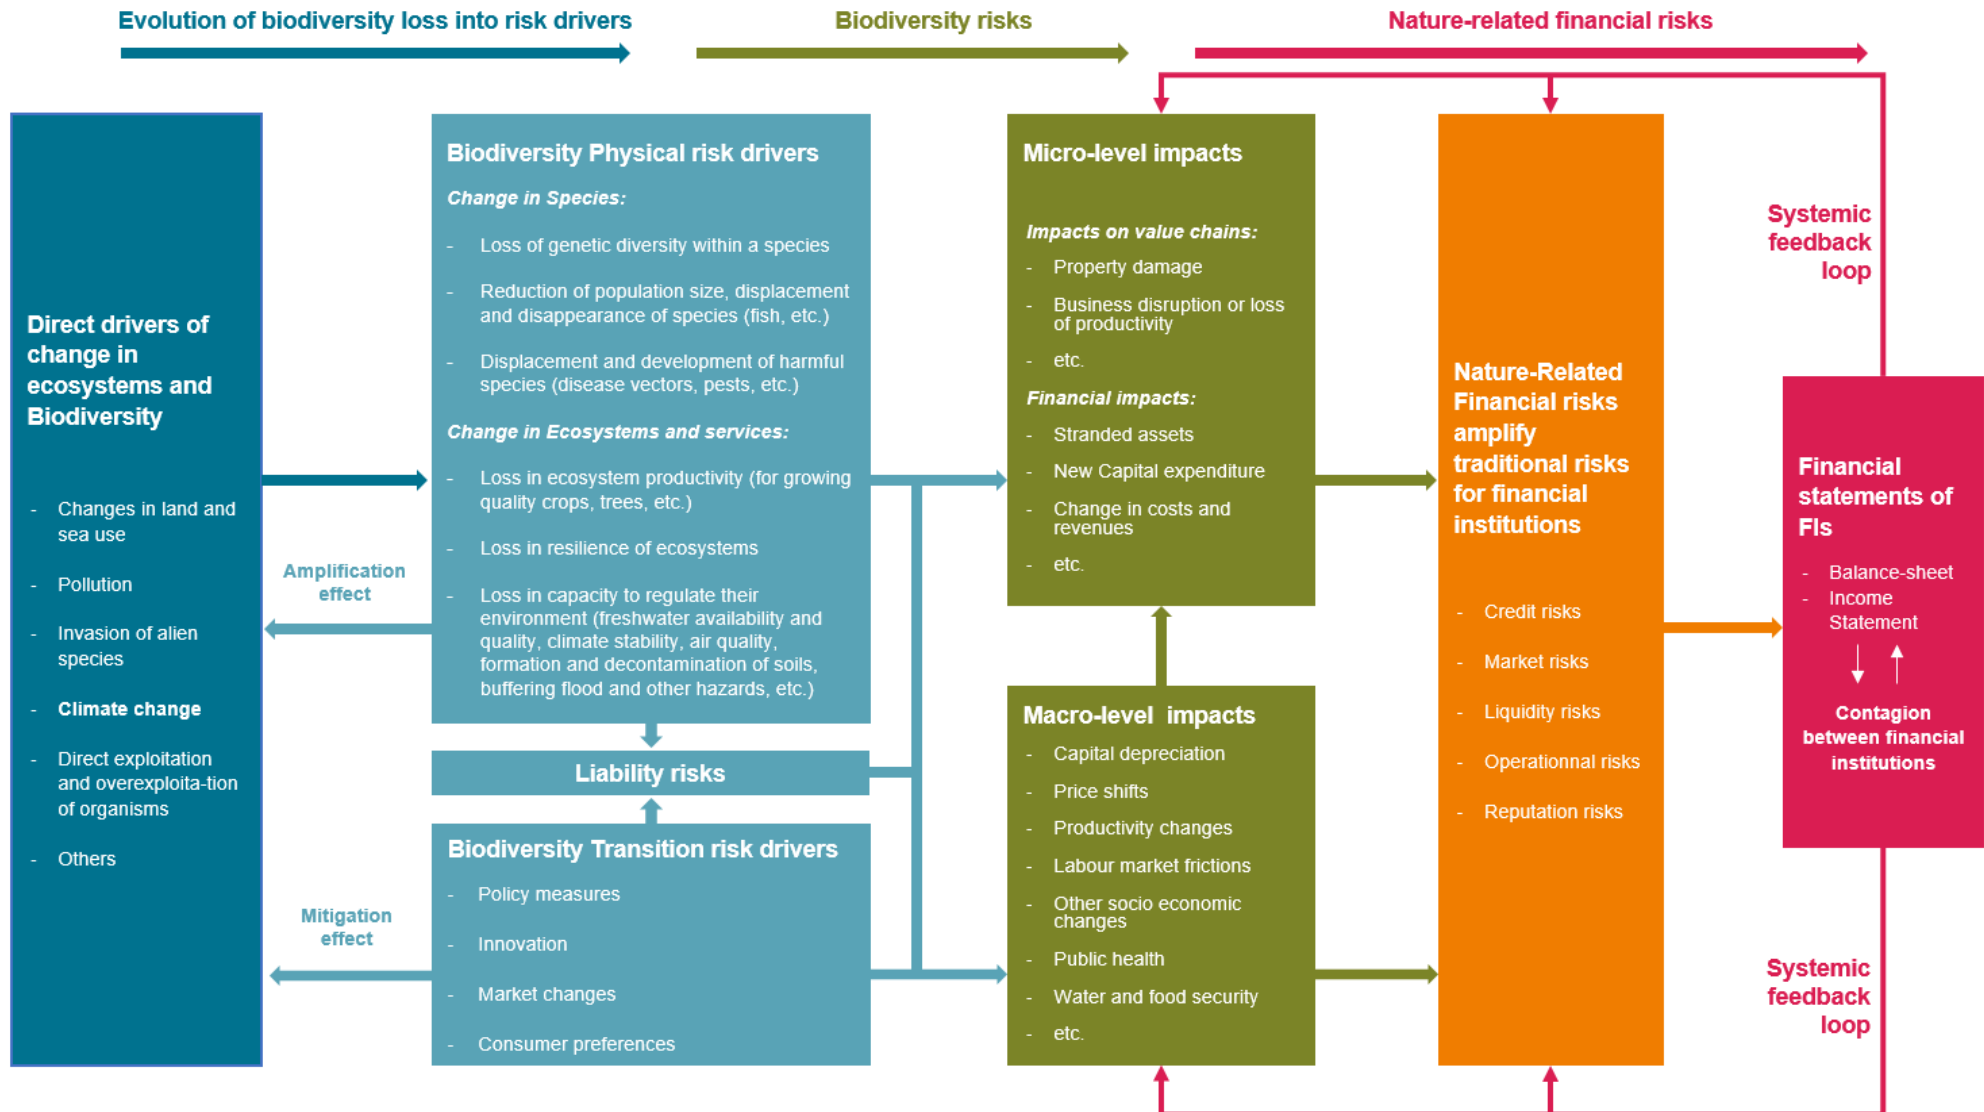 Evolution of biodiversity loss into risk drivers
Biodiversity risks
Nature-related financial risks
Direct drivers of
change in
ecosystems and
Biodiversity
- Changes in land and
sea use
- Pollution
- Invasion of alien
species
- Climate change
- Direct exploitation
and overexploita-tion
of organisms
- Others
Amplification
effect
Mitigation
effect
Biodiversity Physical risk drivers
Change in Species:
- Loss of genetic diversity within a species
- Reduction of population size, displacement
and disappearance of species (fish, etc.)
- Displacement and development of harmful
species (disease vectors, pests, etc.)
Change in Ecosystems and services:
- Loss in ecosystem productivity (for growing
quality crops, trees, etc.)
- Loss in resilience of ecosystems
- Loss in capacity to regulate their
environment (freshwater availability and
quality, climate stability, air quality,
formation and decontamination of soils,
buffering flood and other hazards, etc.)
Liability risks
Biodiversity Transition risk drivers
- Policy measures
- Innovation
- Market changes
- Consumer preferences
Micro-level impacts
Impacts on value chains:
- Property damage
- Business disruption or loss
of productivity
- etc.
Financial impacts:
- Stranded assets
- New Capital expenditure
- Change in costs and
revenues
- etc.
Macro-level impacts
- Capital depreciation
- Price shifts
- Productivity changes
- Labour market frictions
- Other socio economic
changes
- Public health
- Water and food security
- etc.
Nature-Related
Financial risks
amplify
traditional risks
for financial
institutions
- Credit risks
- Market risks
- Liquidity risks
- Operationnal risks
- Reputation risks
Systemic
feedback
loop
Financial
statements of
FIs
- Balance-sheet
- Income
Statement
Contagion
between financial
institutions
Systemic
feedback
loop